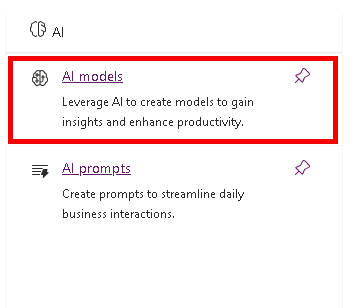 AI
AI models
Leverage AI to create models to gain
insights and enhance productivity.
AI prompts
Create prompts to streamline daily
business interactions.